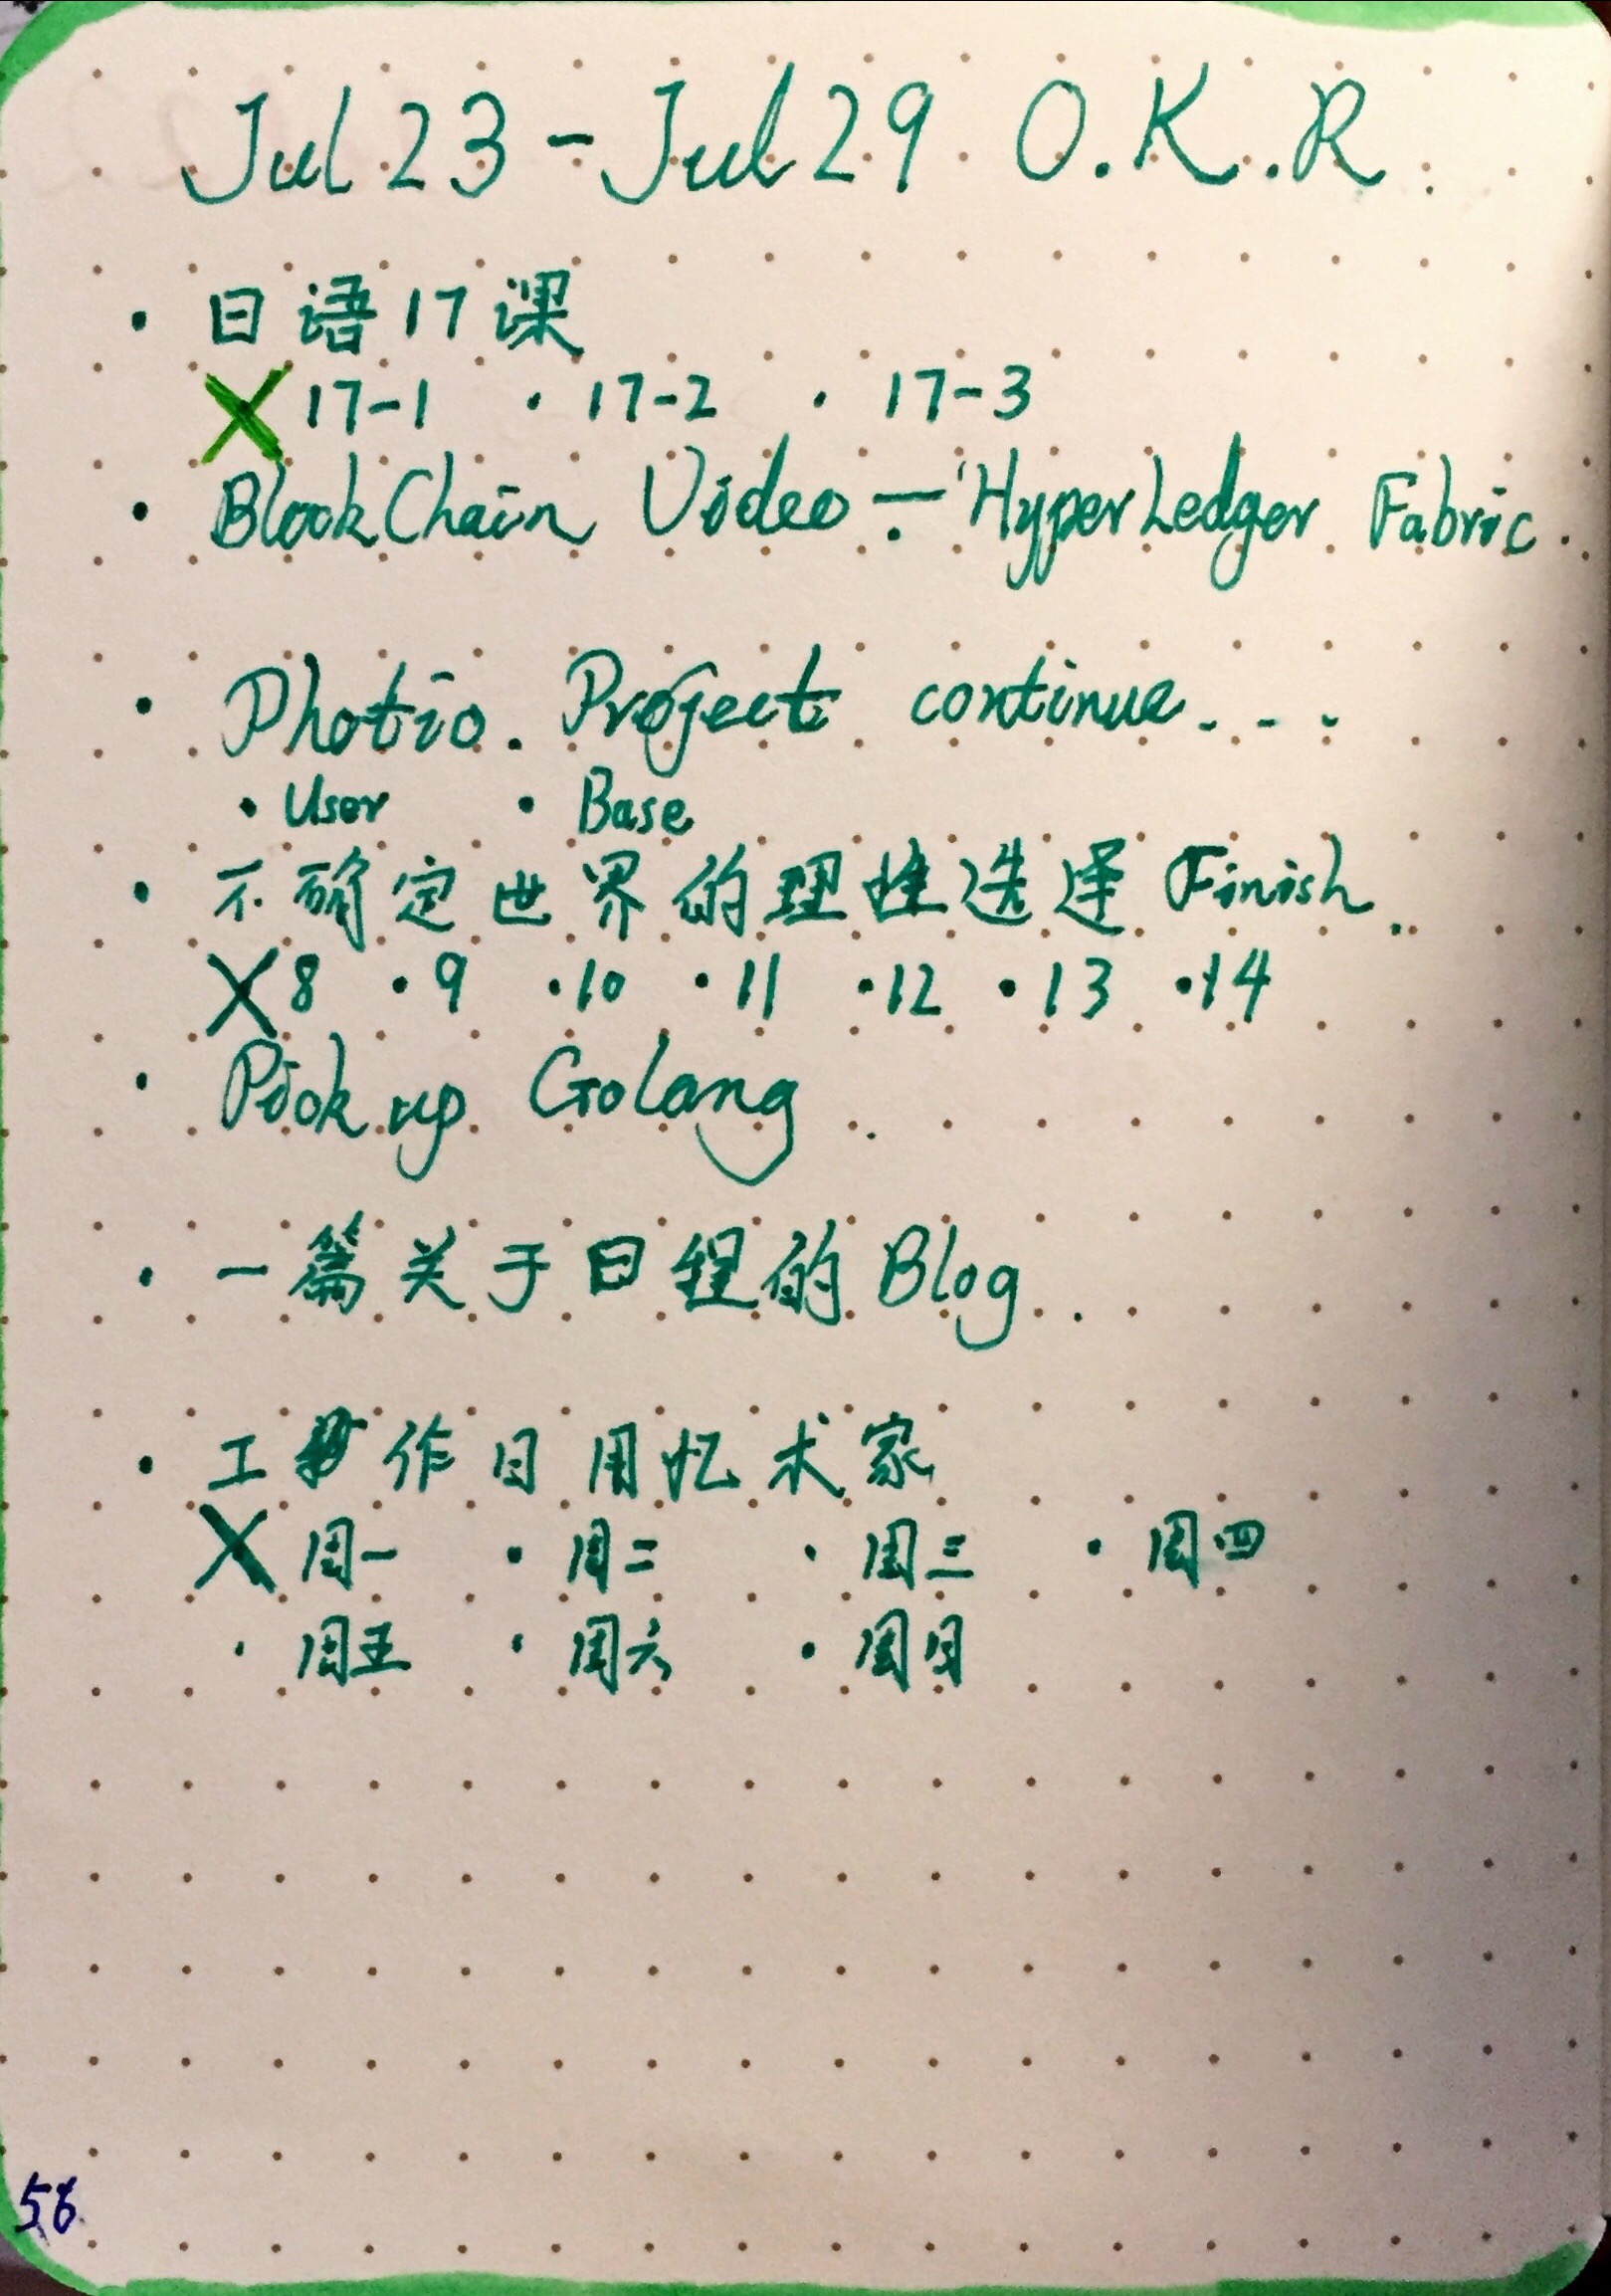 Jul 23 - Jul 29 O.K.R.
· 日语17课
X 17-1 · 17-2 · 17-3
· BlockChain Video — HyperLedger Fabric.
· Photio. Project continue....
· User · Base
· 不确定世界的理性选择 Finish.
X 8 · 9 · 10 · 11 · 12 · 13 · 14
· Pick up Golang.
· 一篇关于日程的Blog.
· 工作日用忆术家
X 周一 · 周二 · 周三 · 周四
· 周五 · 周六 · 周日
56